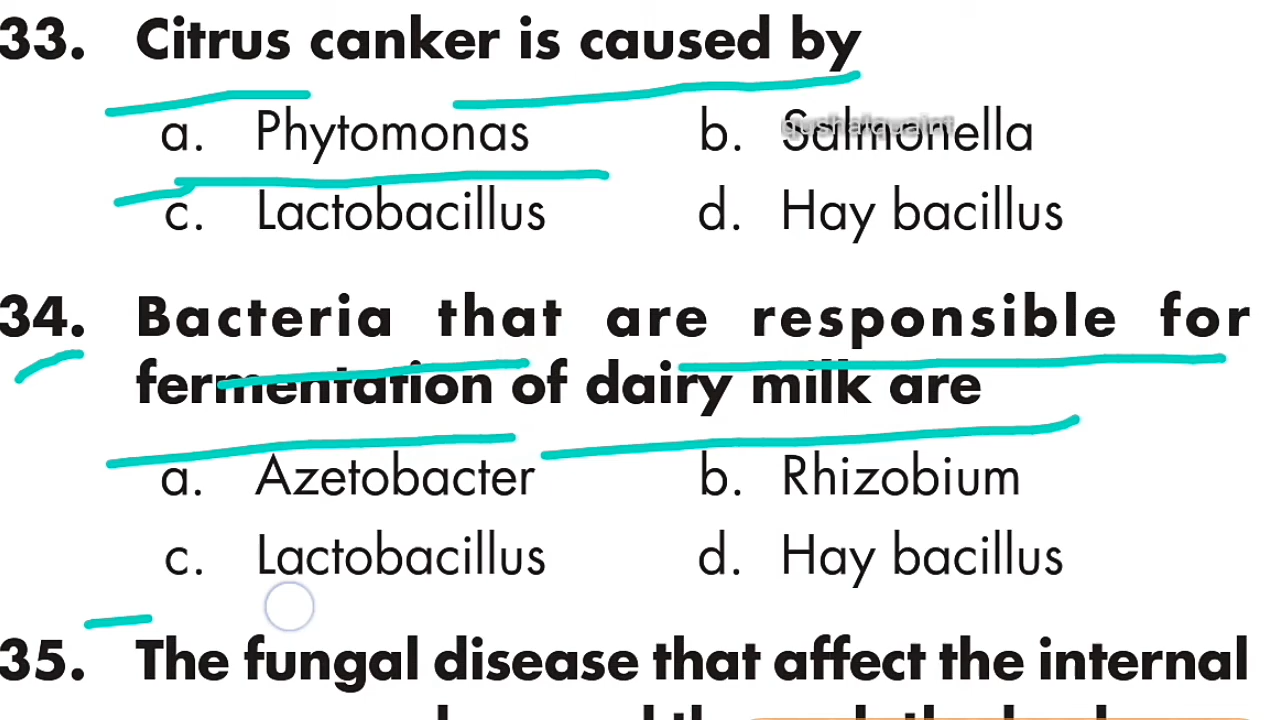 33. Citrus canker is caused by
a. Phytomonas b. Salmonella
qushalquaint
c. Lactobacillus d. Hay bacillus
34. Bacteria that are responsible for
fermentation of dairy milk are
a. Azetobacter b. Rhizobium
c. Lactobacillus d. Hay bacillus
35. The fungal disease that affect the internal